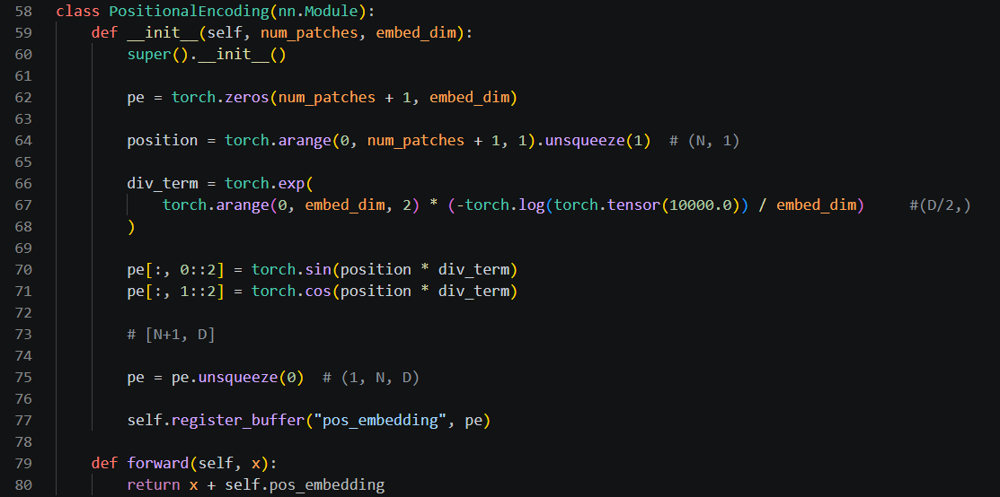 58 class PositionalEncoding(nn.Module):
59     def __init__(self, num_patches, embed_dim):
60         super().__init__()
61
62         pe = torch.zeros(num_patches + 1, embed_dim)
63
64         position = torch.arange(0, num_patches + 1, 1).unsqueeze(1)  # (N, 1)
65
66         div_term = torch.exp(
67             torch.arange(0, embed_dim, 2) * (-torch.log(torch.tensor(10000.0)) / embed_dim)     #(D/2,)
68         )
69
70         pe[:, 0::2] = torch.sin(position * div_term)
71         pe[:, 1::2] = torch.cos(position * div_term)
72
73         # [N+1, D]
74
75         pe = pe.unsqueeze(0)  # (1, N, D)
76
77         self.register_buffer("pos_embedding", pe)
78
79     def forward(self, x):
80         return x + self.pos_embedding